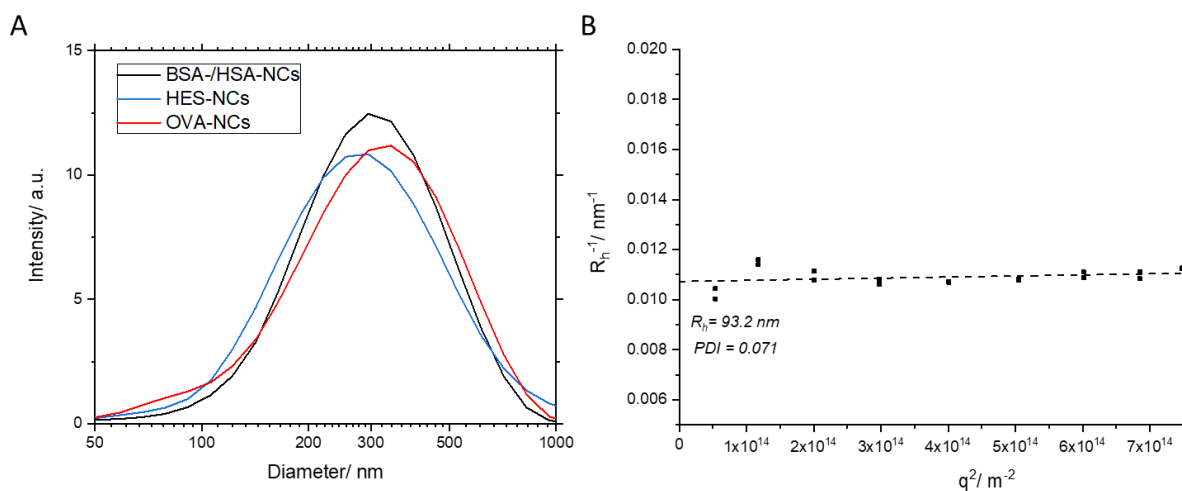 A
15
10
5
0
Intensity/ a.u.
BSA-/HSA-NCs
HES-NCs
OVA-NCs
50 100 200 300 500 1000
Diameter/ nm
B
0.020
0.018
0.016
0.014
0.012
0.010
0.008
0.006
R_h^-1/ nm^-1
R_h= 93.2 nm
PDI = 0.071
0 1x10^14 2x10^14 3x10^14 4x10^14 5x10^14 6x10^14 7x10^14
q^2/ m^-2